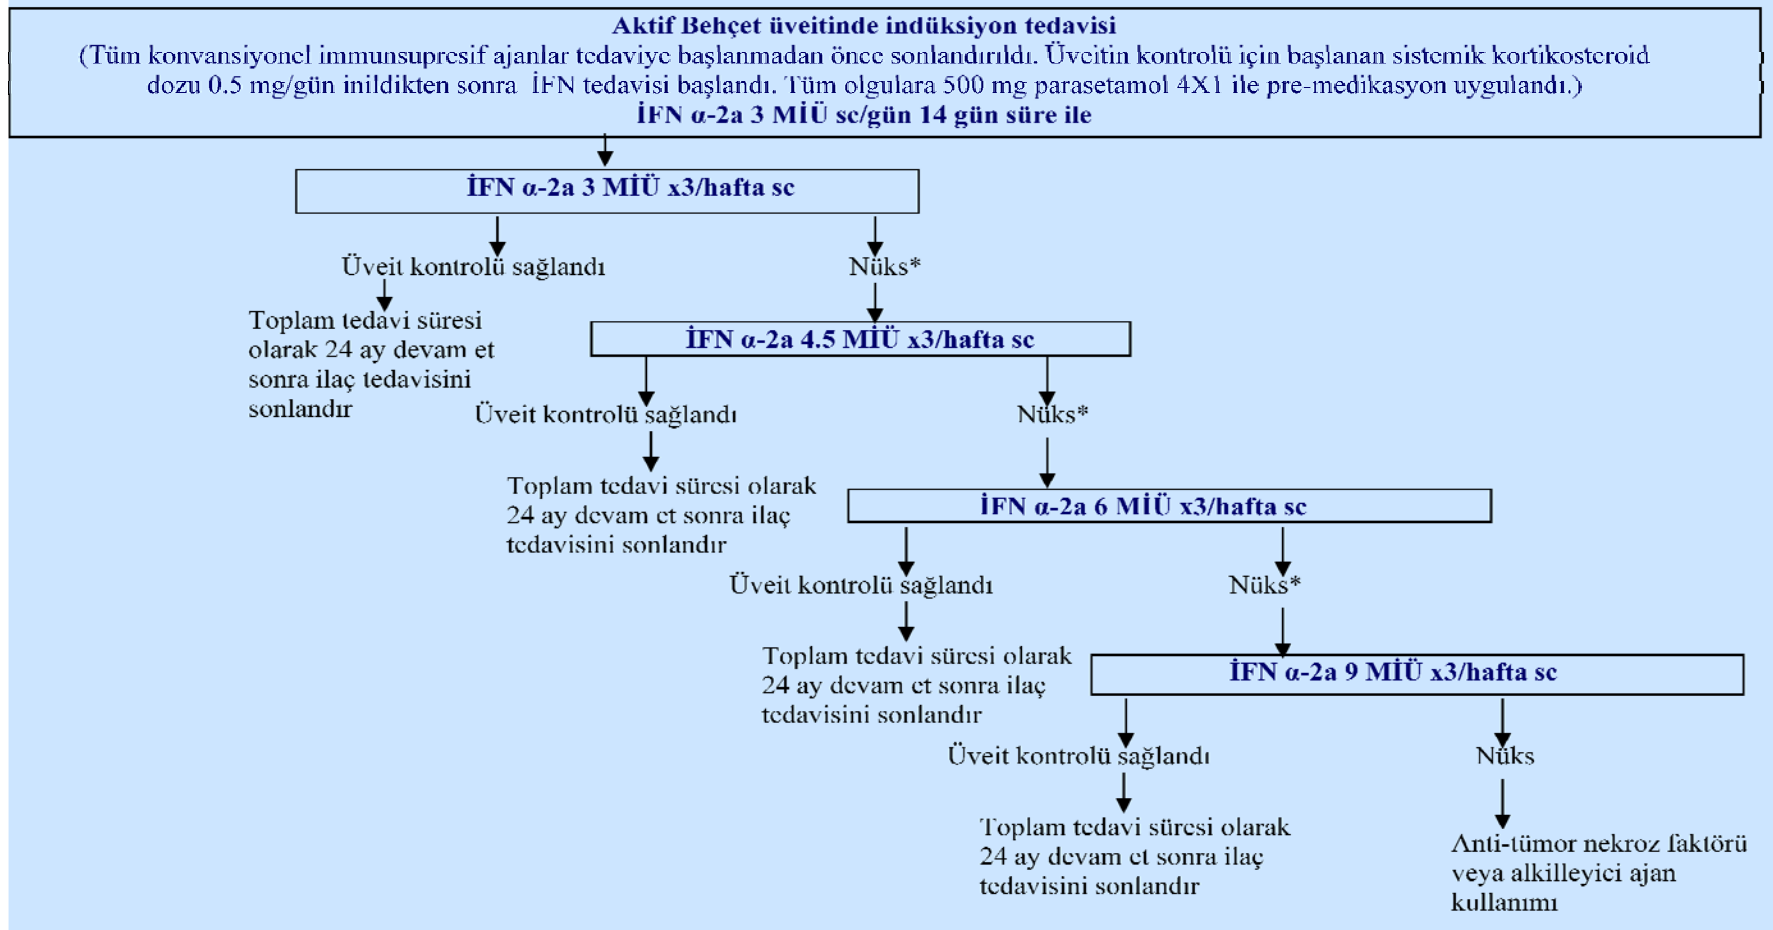 Aktif Behçet üveitinde indüksiyon tedavisi
(Tüm konvansiyonel immunsupresif ajanlar tedaviye başlanmadan önce sonlandırıldı. Üveitin kontrolü için başlanan sistemik kortikosteroid
dozu 0.5 mg/gün inildikten sonra İFN tedavisi başlandı. Tüm olgulara 500 mg parasetamol 4X1 ile pre-medikasyon uygulandı.)
İFN α-2a 3 MİÜ sc/gün 14 gün süre ile
İFN α-2a 3 MİÜ x3/hafta sc
Üveit kontrolü sağlandı
Nüks*
Toplam tedavi süresi
olarak 24 ay devam et
sonra ilaç tedavisini
sonlandır
İFN α-2a 4.5 MİÜ x3/hafta sc
Üveit kontrolü sağlandı
Nüks*
Toplam tedavi süresi olarak
24 ay devam et sonra ilaç
tedavisini sonlandır
İFN α-2a 6 MİÜ x3/hafta sc
Üveit kontrolü sağlandı
Nüks*
Toplam tedavi süresi olarak
24 ay devam et sonra ilaç
tedavisini sonlandır
İFN α-2a 9 MİÜ x3/hafta sc
Üveit kontrolü sağlandı
Nüks
Toplam tedavi süresi olarak
24 ay devam et sonra ilaç
tedavisini sonlandır
Anti-tümor nekroz faktörü
veya alkilleyici ajan
kullanımı